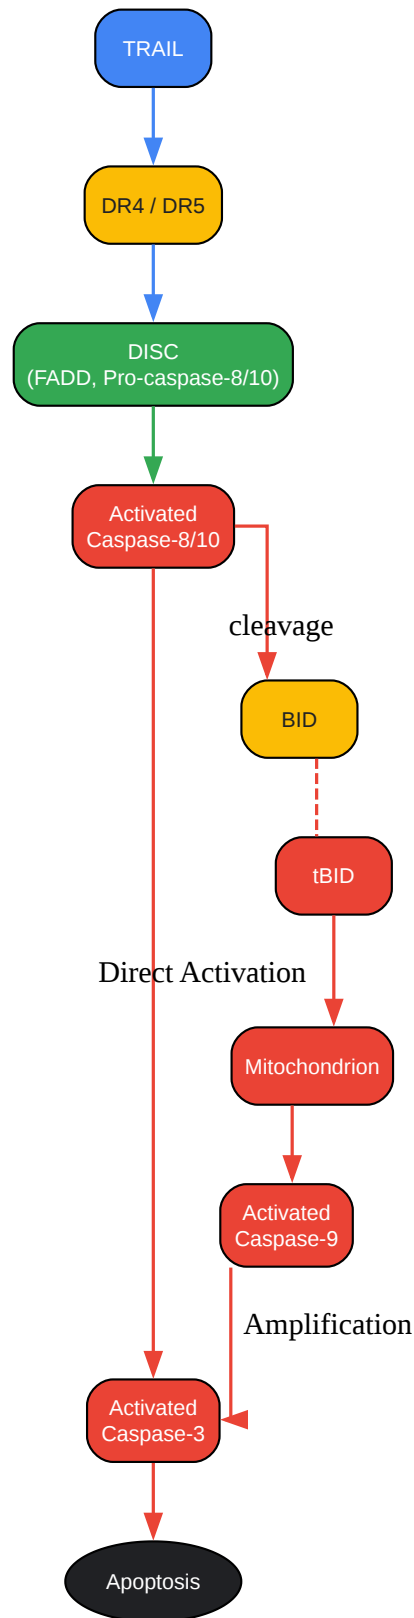 TRAIL
DR4 / DR5
DISC
(FADD, Pro-caspase-8/10)
Activated
Caspase-8/10
cleavage
BID
tBID
Direct Activation
Mitochondrion
Activated
Caspase-9
Amplification
Activated
Caspase-3
Apoptosis